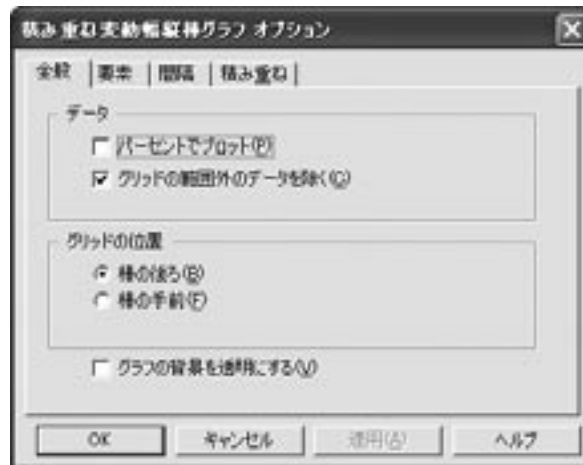 積み重ね変動幅縦棒グラフ オプション
全般 要素 間隔 積み重ね
データ
パーセントでプロット(P)
グリッドの範囲外のデータを除く(C)
グリッドの位置
棒の後ろ(B)
棒の手前(F)
グラフの背景を透明にする(V)
OK キャンセル 適用(A) ヘルプ